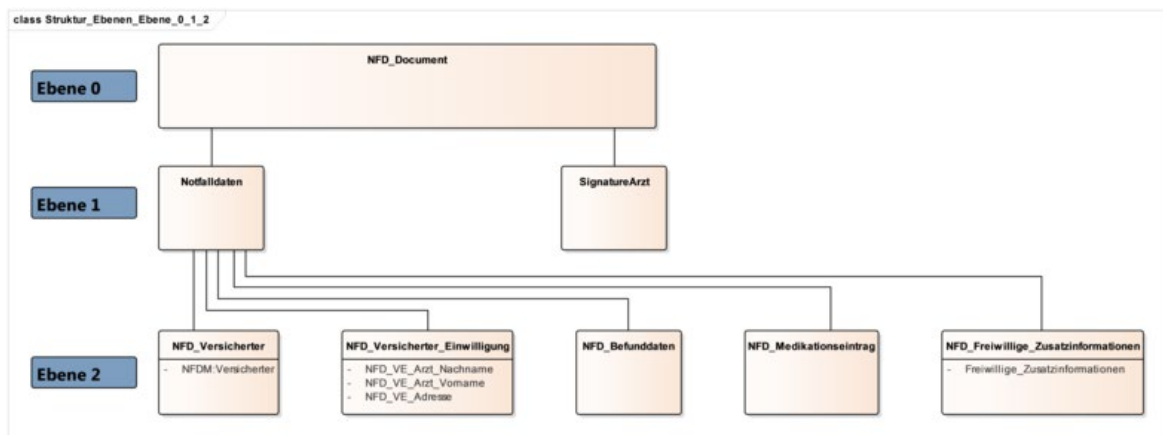 class Struktur_Ebenen_Ebene_0_1_2
NFD_Document
Ebene 0
Notfalldaten
SignatureArzt
Ebene 1
NFD_Versicherter
- NFDM:Versicherter
NFD_Versicherter_Einwilligung
- NFD_VE_Arzt_Nachname
- NFD_VE_Arzt_Vorname
- NFD_VE_Adresse
NFD_Befunddaten
NFD_Medikationseintrag
NFD_Freiwillige_Zusatzinformationen
- Freiwillige_Zusatzinformationen
Ebene 2